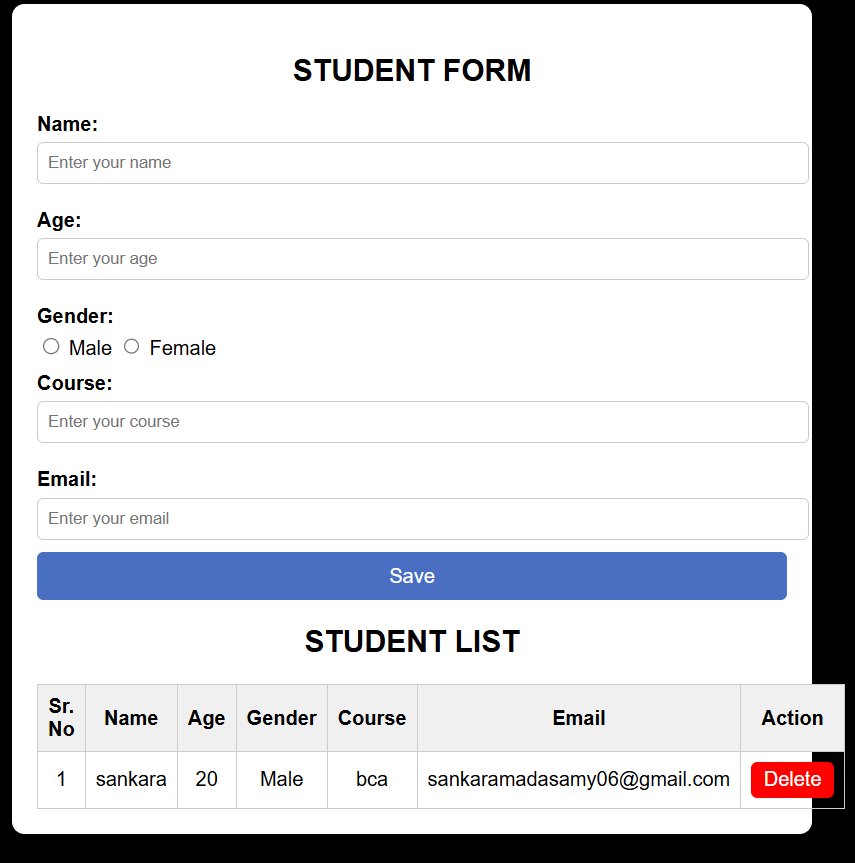 STUDENT FORM
Name:
Enter your name
Age:
Enter your age
Gender:
Male Female
Course:
Enter your course
Email:
Enter your email
Save
STUDENT LIST
Sr. No Name Age Gender Course Email Action
1 sankara 20 Male bca sankaramadasamy06@gmail.com Delete